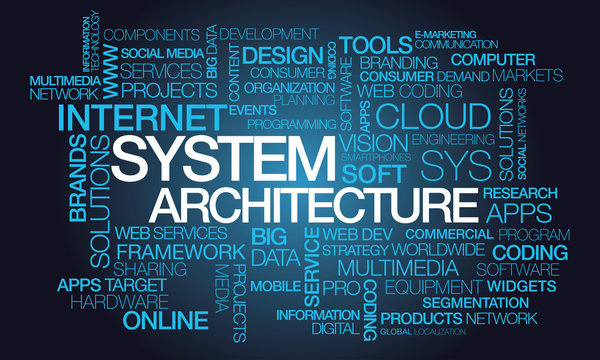 INFORMATION
TECHNOLOGY
WWW
COMPONENTS
SOCIAL MEDIA
SERVICES
PROJECTS
BIG DATA
DEVELOPMENT
CONTENT
DESIGN
CONSUMER
ORGANIZATION
PLANNING
CODING
SOFTWARE
TOOLS
E-MARKETING
COMMUNICATION
BRANDING
COMPUTER
CONSUMER DEMAND MARKETS
MULTIMEDIA
NETWORK
APPS
WEB CODING
INTERNET
EVENTS
PROGRAMMING
CLOUD
SOLUTIONS
SOCIAL NETWORKS
BRANDS
SOLUTIONS
SYSTEM
VISION
ENGINEERING
SMARTPHONES
SOFT
SYS
ARCHITECTURE
RESEARCH
APPS
WEB SERVICES
BIG
DATA
SERVICE
WEB DEV
COMMERCIAL
PROGRAM
FRAMEWORK
STRATEGY
WORLDWIDE
CODING
SHARING
MEDIA
PROJECTS
MULTIMEDIA
SOFTWARE
APPS TARGET
MOBILE
PRO
CODING
EQUIPMENT
WIDGETS
HARDWARE
SEGMENTATION
ONLINE
INFORMATION
DIGITAL
PRODUCTS
NETWORK
GLOBAL LOCALIZATION